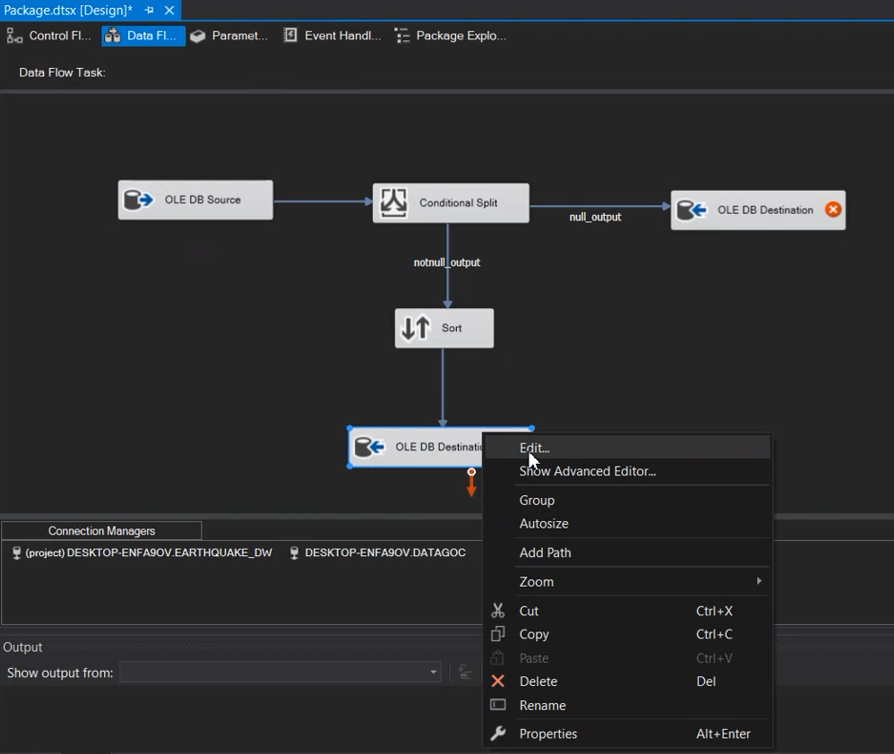 Package.dtsx [Design]*
Control Fl... Data Fl... Paramet... Event Handl... Package Explo...
Data Flow Task:
OLE DB Source
Conditional Split
null_output
OLE DB Destination
notnull_output
Sort
OLE DB Destinatio
Edit...
Show Advanced Editor...
Group
Autosize
Add Path
Zoom
Cut Ctrl+X
Copy Ctrl+C
Paste Ctrl+V
Delete Del
Rename
Properties Alt+Enter
Connection Managers
(project) DESKTOP-ENFA9OV.EARTHQUAKE_DW DESKTOP-ENFA9OV.DATAGOC
Output
Show output from: